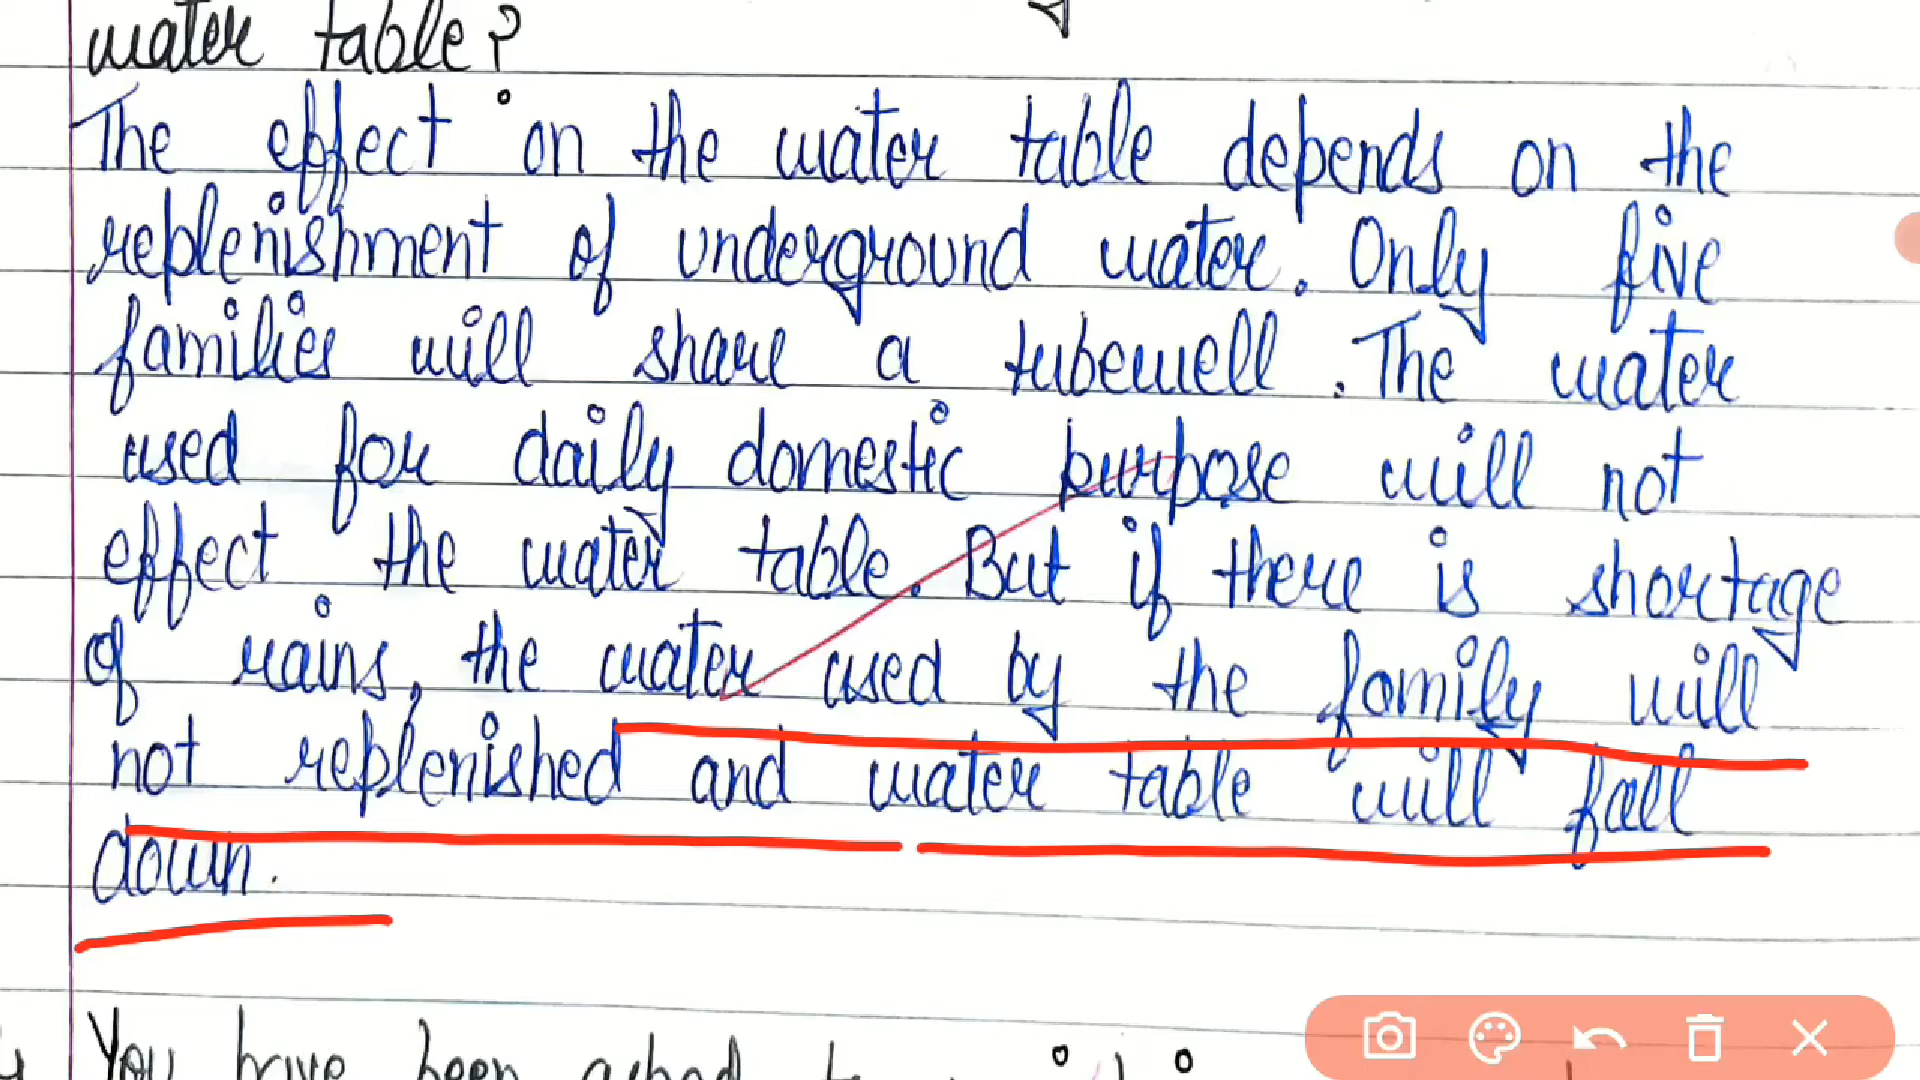 water table?
The effect on the water table depends on the
replenishment of underground water. Only five
families will share a tubewell. The water
used for daily domestic purpose will not
effect the water table. But if there is shortage
of rains, the water used by the family will
not replenished and water table will fall
down.
You have been asked